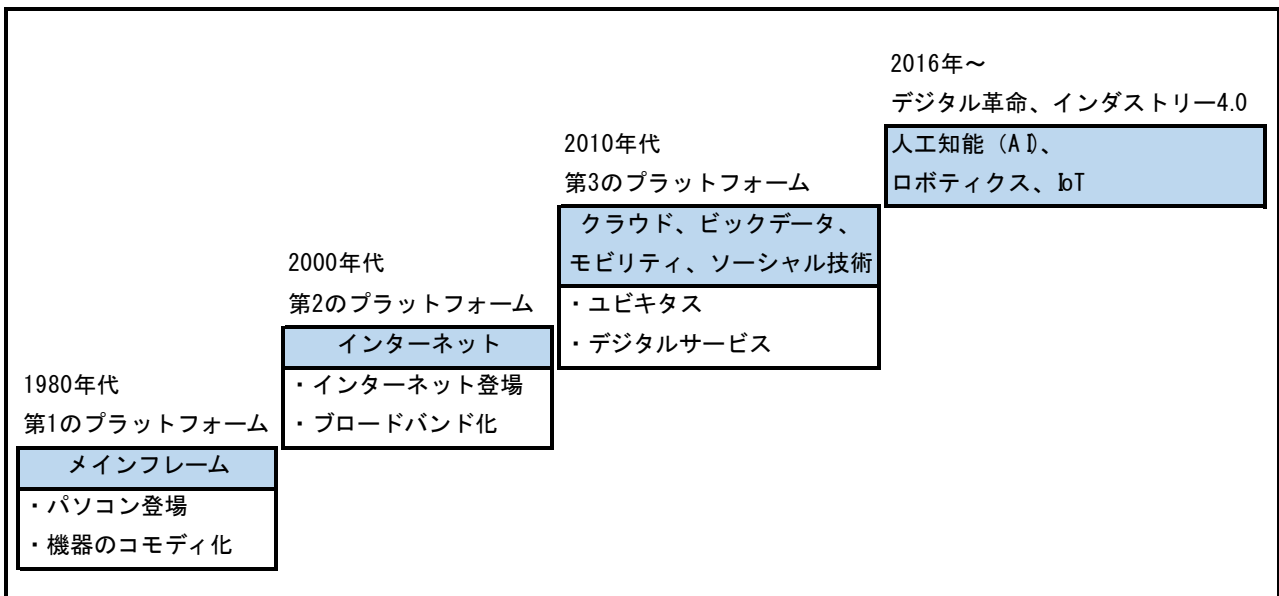 2016年～
デジタル革命、インダストリー4.0
人工知能（AI）、
ロボティクス、IoT
2010年代
第3のプラットフォーム
クラウド、ビックデータ、
モビリティ、ソーシャル技術
・ユビキタス
・デジタルサービス
2000年代
第2のプラットフォーム
インターネット
・インターネット登場
・ブロードバンド化
1980年代
第1のプラットフォーム
メインフレーム
・パソコン登場
・機器のコモディ化